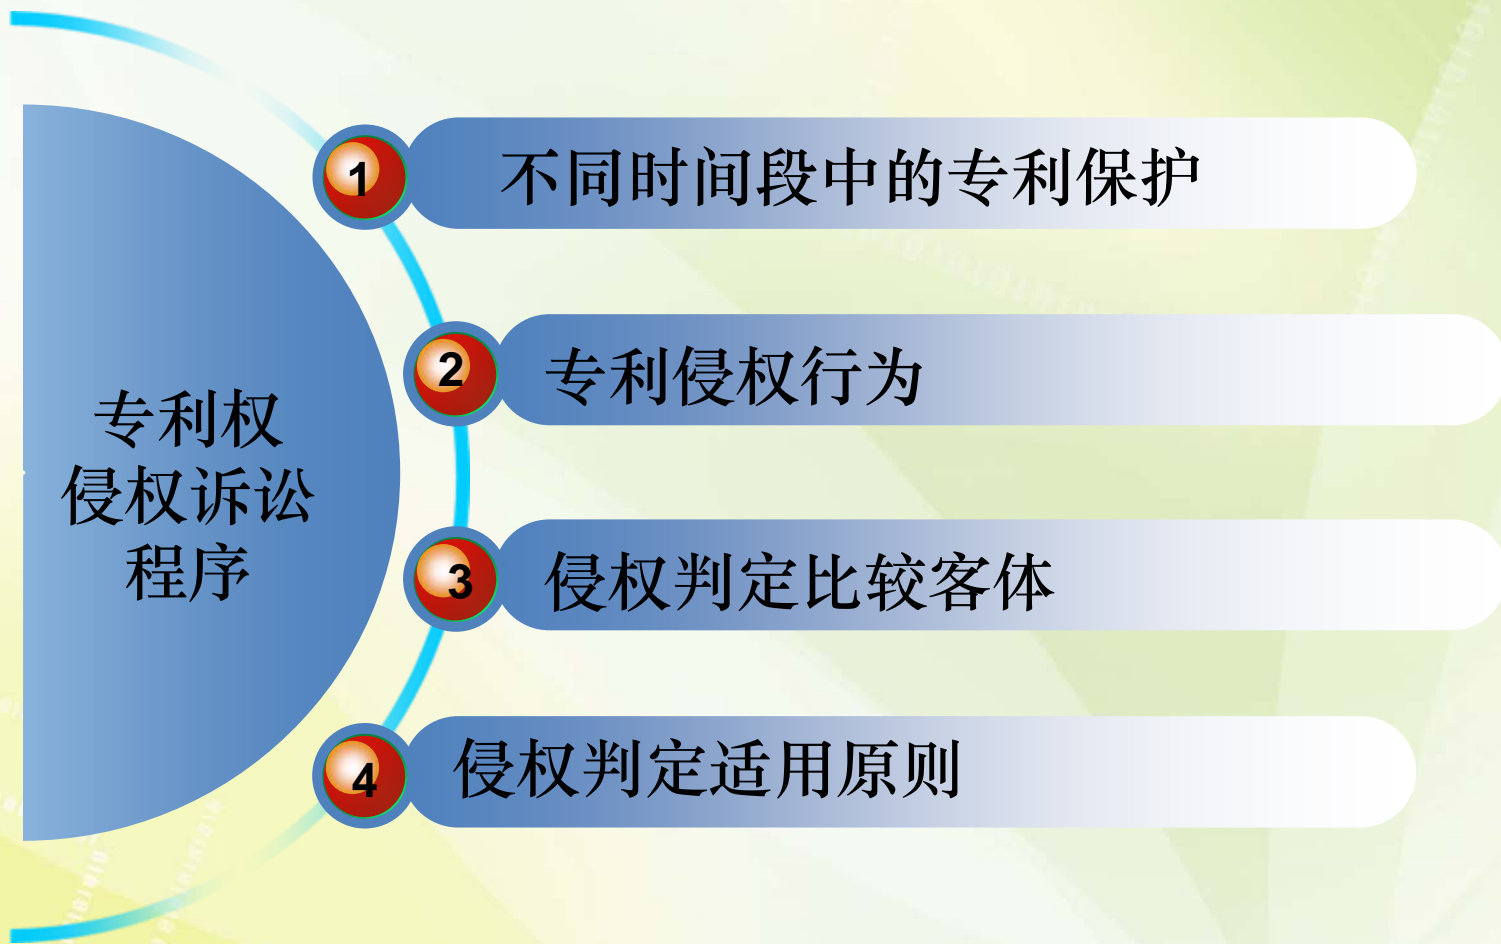 专利权
侵权诉讼
程序
1
不同时间段中的专利保护
2
专利侵权行为
3
侵权判定比较客体
4
侵权判定适用原则